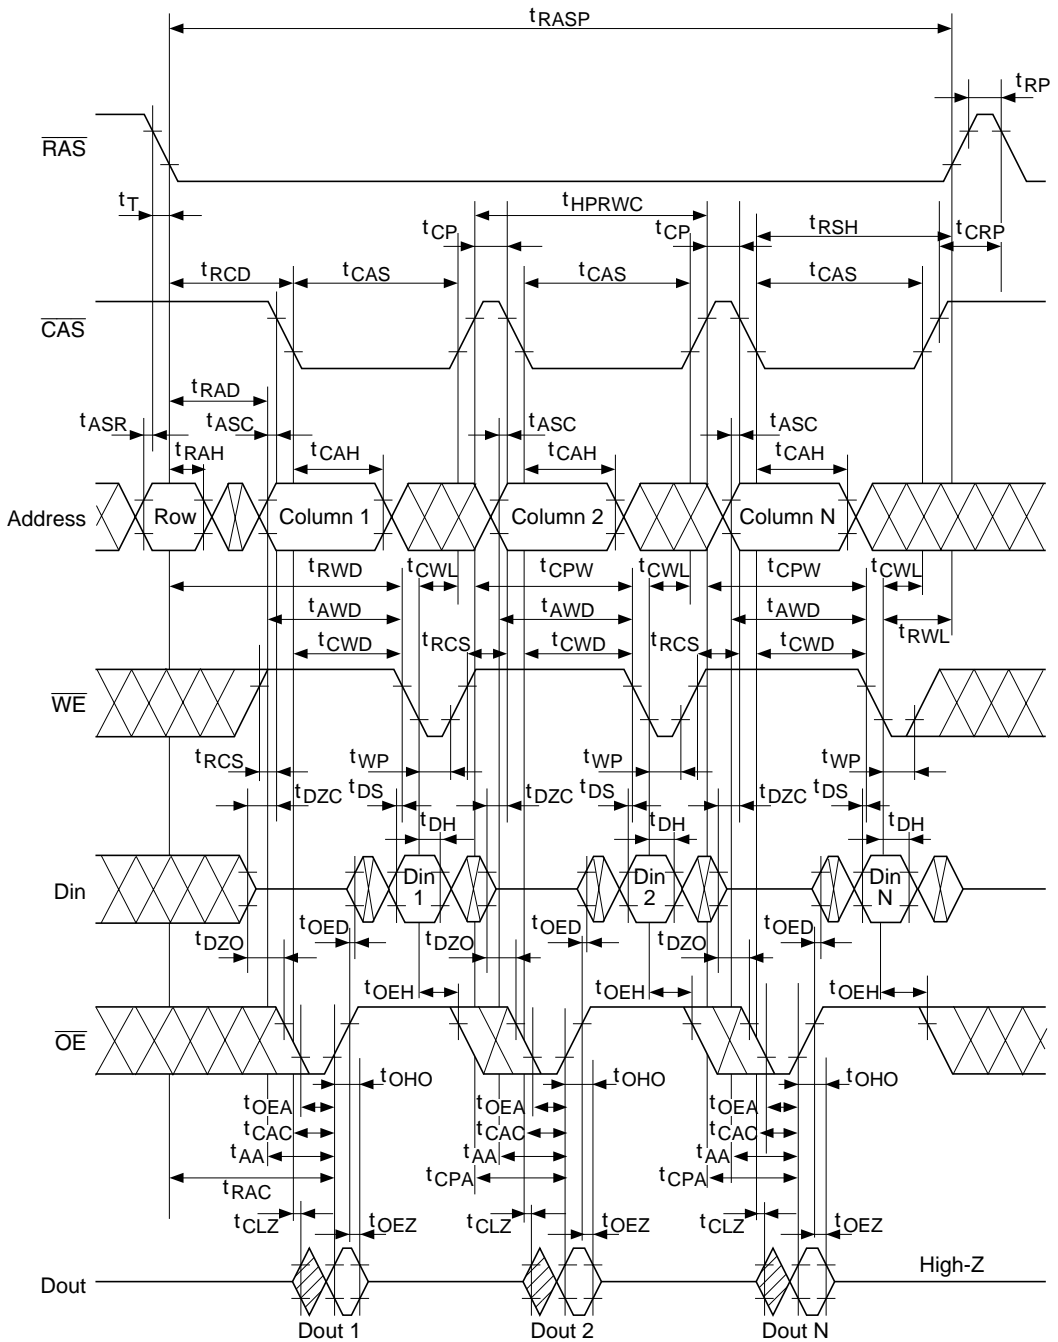 tRASP
tRP
RAS
tT
tHPRWC
tCP
tCP
tRSH
tCRP
tRCD
tCAS
tCAS
tCAS
CAS
tRAD
tASR
tASC
tASC
tASC
tRAH
tCAH
tCAH
tCAH
Address
Row
Column 1
Column 2
Column N
tRWD
tCWL
tCPW
tCWL
tCPW
tCWL
tAWD
tAWD
tAWD
tRWL
tCWD
tRCS
tCWD
tRCS
tCWD
WE
tRCS
tWP
tWP
tWP
tDZC
tDS
tDZC
tDS
tDZC
tDS
tDH
tDH
tDH
Din
Din 1
Din 2
Din N
tDZO
tOED
tDZO
tOED
tDZO
tOED
tOEH
tOEH
tOEH
OE
tOHO
tOHO
tOHO
tOEA
tOEA
tOEA
tCAC
tCAC
tCAC
tAA
tAA
tAA
tRAC
tCPA
tCPA
tCLZ
tOEZ
tCLZ
tOEZ
tCLZ
tOEZ
High-Z
Dout
Dout 1
Dout 2
Dout N